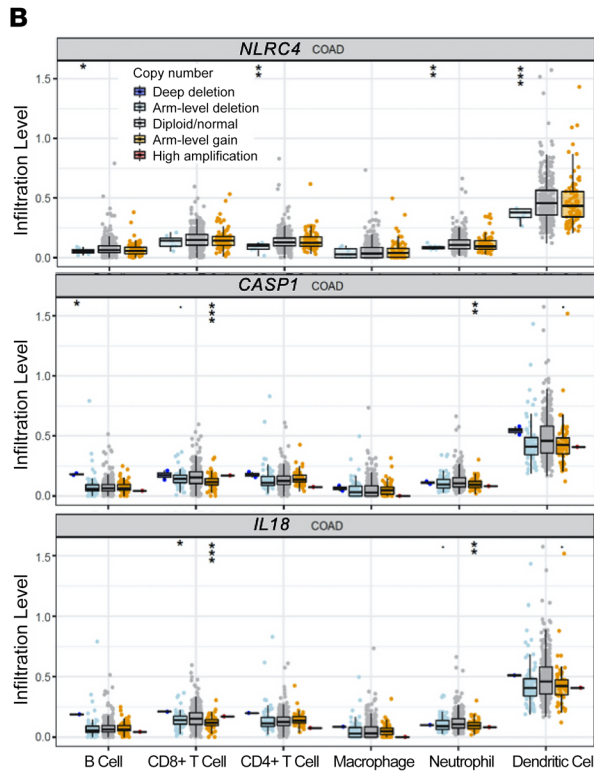 B
NLRC4 COAD
* ** ** ***
Copy number
Deep deletion
Arm-level deletion
Diploid/normal
Arm-level gain
High amplification
Infiltration Level
1.5
1.0
0.5
0.0
CASP1 COAD
* . *** ** .
Infiltration Level
1.5
1.0
0.5
0.0
IL18 COAD
* *** . ** .
Infiltration Level
1.5
1.0
0.5
0.0
B Cell CD8+ T Cell CD4+ T Cell Macrophage Neutrophil Dendritic Cel